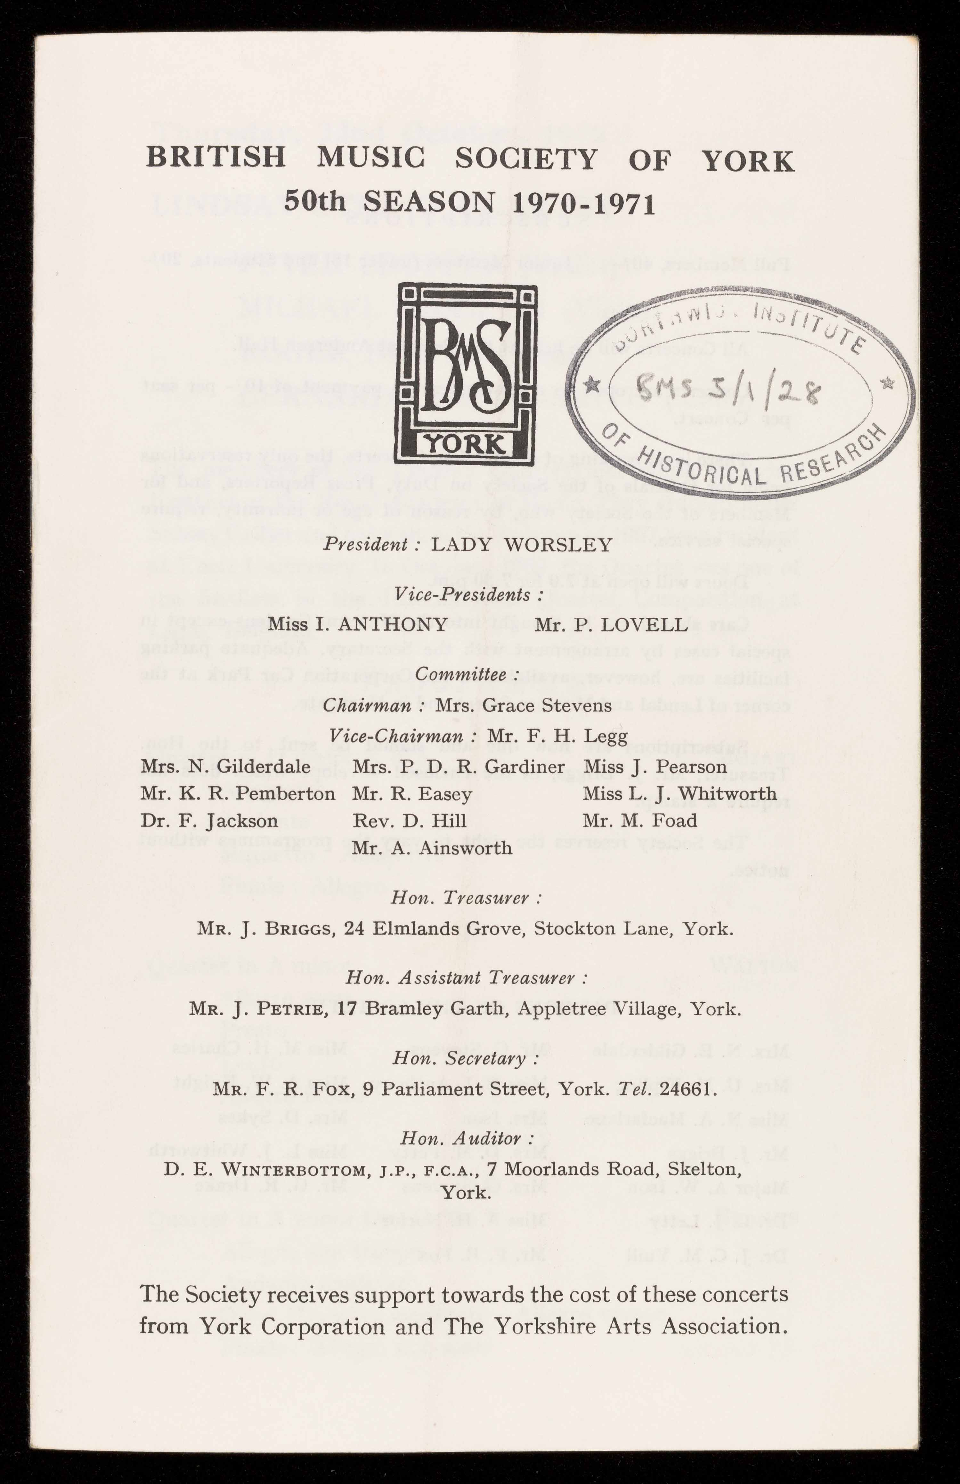 BRITISH MUSIC SOCIETY OF YORK
50th SEASON 1970-1971
BMS
YORK
BORTHWICK INSTITUTE
BMS 3/1/28
OF HISTORICAL RESEARCH
President : LADY WORSLEY
Vice-Presidents :
Miss I. ANTHONY Mr. P. LOVELL
Committee :
Chairman : Mrs. Grace Stevens
Vice-Chairman : Mr. F. H. Legg
Mrs. N. Gilderdale Mrs. P. D. R. Gardiner Miss J. Pearson
Mr. K. R. Pemberton Mr. R. Easey Miss L. J. Whitworth
Dr. F. Jackson Rev. D. Hill Mr. M. Foad
Mr. A. Ainsworth
Hon. Treasurer :
MR. J. BRIGGS, 24 Elmlands Grove, Stockton Lane, York.
Hon. Assistant Treasurer :
MR. J. PETRIE, 17 Bramley Garth, Appletree Village, York.
Hon. Secretary :
MR. F. R. FOX, 9 Parliament Street, York. Tel. 24661.
Hon. Auditor :
D. E. WINTERBOTTOM, J.P., F.C.A., 7 Moorlands Road, Skelton,
York.
The Society receives support towards the cost of these concerts
from York Corporation and The Yorkshire Arts Association.